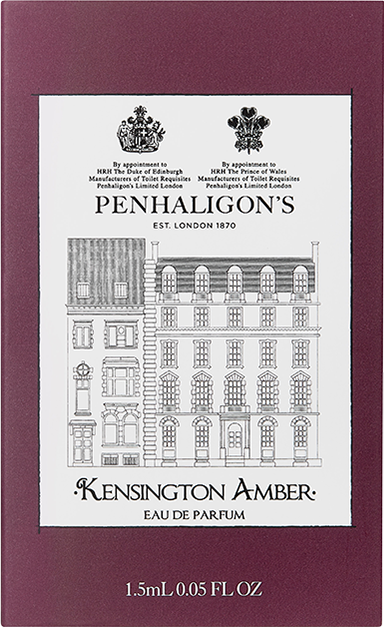 By appointment to
HRH The Duke of Edinburgh
Manufacturers of Toilet Requisites
Penhaligon's Limited London
By appointment to
HRH The Prince of Wales
Manufacturers of Toilet Requisites
Penhaligon's Limited London
PENHALIGON'S
EST. LONDON 1870
·KENSINGTON AMBER·
EAU DE PARFUM
1.5mL 0.05 FL OZ